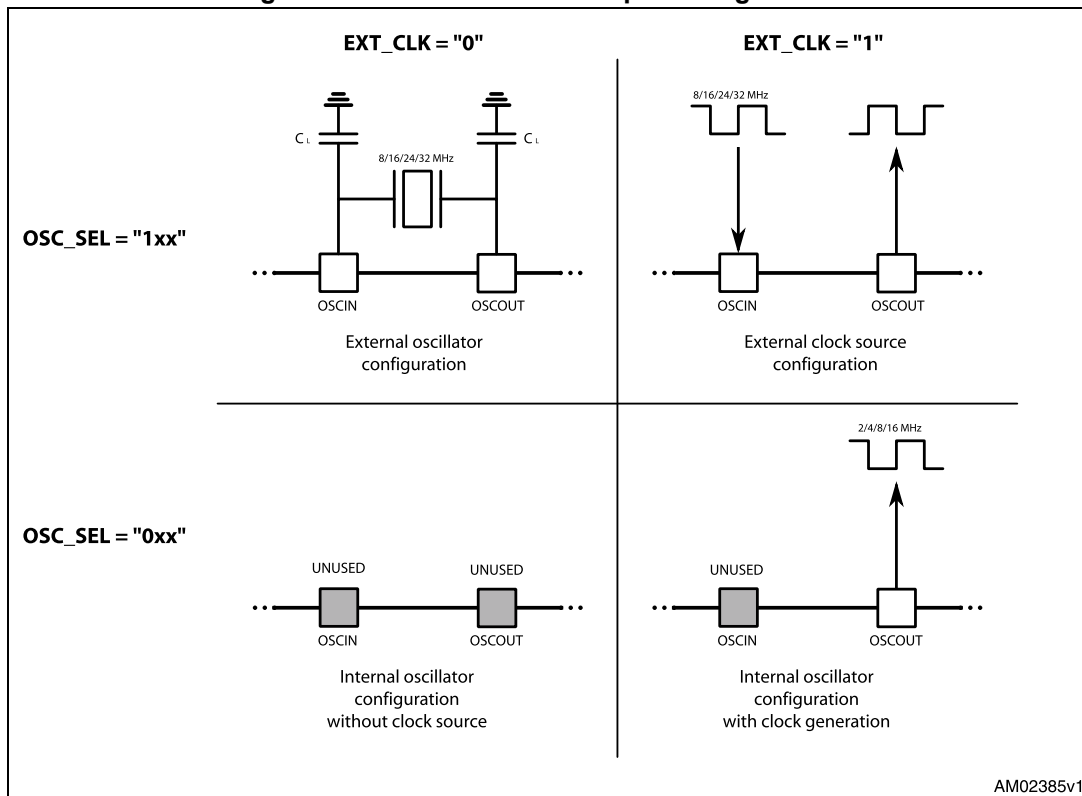 EXT_CLK = "0"
EXT_CLK = "1"
OSC_SEL = "1xx"
CL
8/16/24/32 MHz
CL
OSCIN
OSCOUT
External oscillator
configuration
8/16/24/32 MHz
OSCIN
OSCOUT
External clock source
configuration
OSC_SEL = "0xx"
UNUSED
UNUSED
OSCIN
OSCOUT
Internal oscillator
configuration
without clock source
2/4/8/16 MHz
UNUSED
OSCIN
OSCOUT
Internal oscillator
configuration
with clock generation
AM02385v1